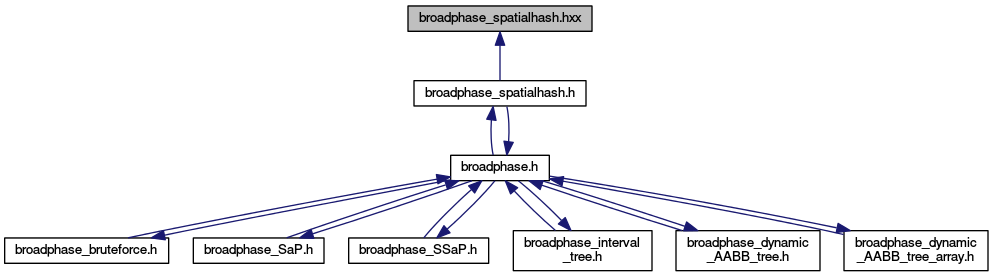 broadphase_spatialhash.hxx
broadphase_spatialhash.h
broadphase.h
broadphase_bruteforce.h
broadphase_SaP.h
broadphase_SSaP.h
broadphase_interval
_tree.h
broadphase_dynamic
_AABB_tree.h
broadphase_dynamic
_AABB_tree_array.h